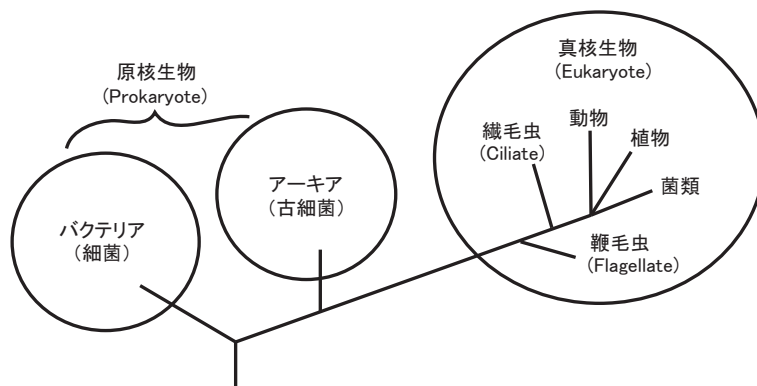 原核生物
(Prokaryote)
バクテリア
(細菌)
アーキア
(古細菌)
真核生物
(Eukaryote)
繊毛虫
(Ciliate)
動物
植物
菌類
鞭毛虫
(Flagellate)